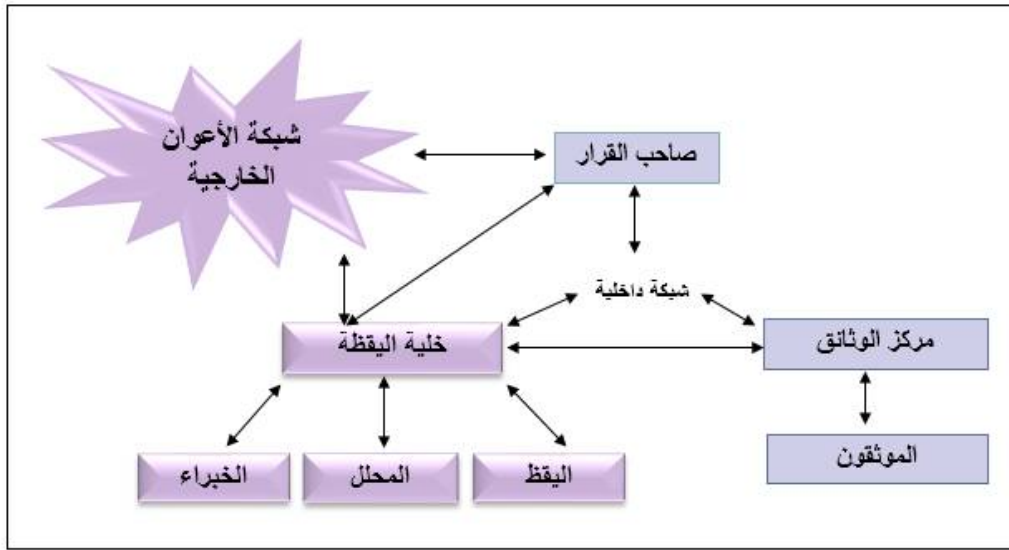 شبكة الأعوان
الخارجية
صاحب القرار
شبكة داخلية
خلية اليقظة
مركز الوثائق
الخبراء
المحلل
اليقظ
الموثقون